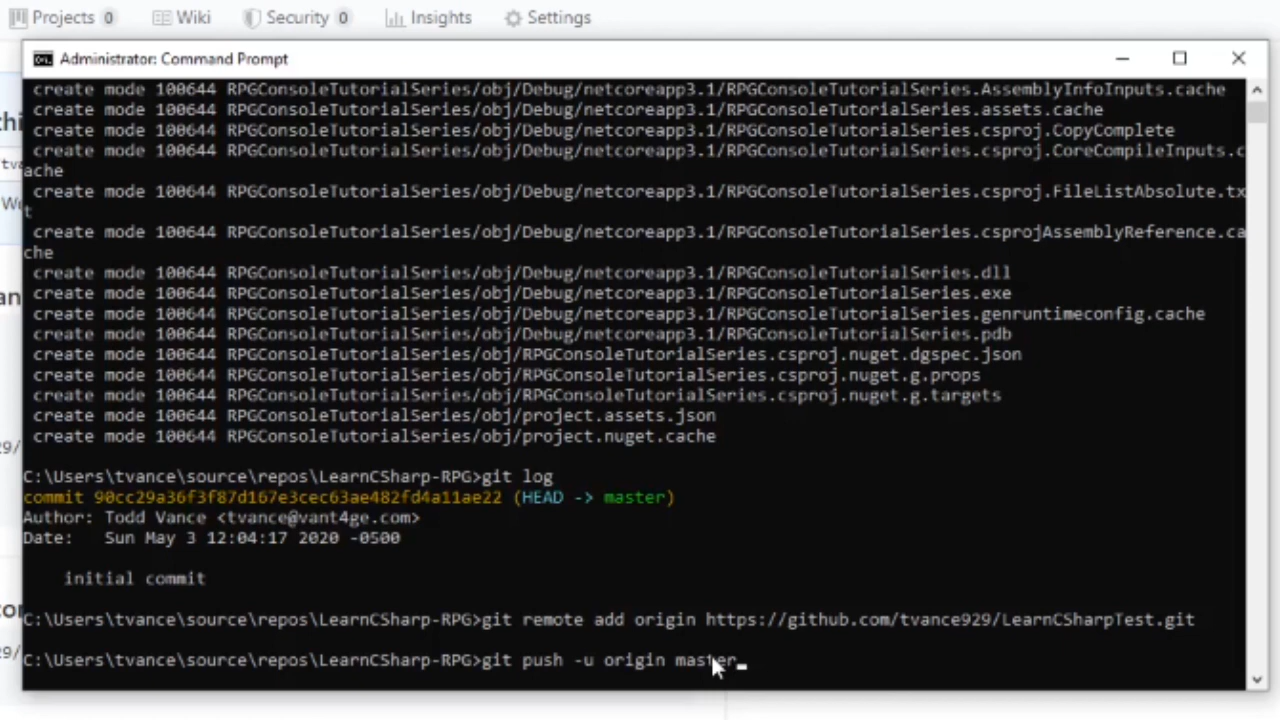 Projects 0 Wiki Security 0 Insights Settings
Administrator: Command Prompt
create mode 100644 RPGConsoleTutorialSeries/obj/Debug/netcoreapp3.1/RPGConsoleTutorialSeries.AssemblyInfoInputs.cache
create mode 100644 RPGConsoleTutorialSeries/obj/Debug/netcoreapp3.1/RPGConsoleTutorialSeries.assets.cache
create mode 100644 RPGConsoleTutorialSeries/obj/Debug/netcoreapp3.1/RPGConsoleTutorialSeries.csproj.CopyComplete
create mode 100644 RPGConsoleTutorialSeries/obj/Debug/netcoreapp3.1/RPGConsoleTutorialSeries.csproj.CoreCompileInputs.c
ache
create mode 100644 RPGConsoleTutorialSeries/obj/Debug/netcoreapp3.1/RPGConsoleTutorialSeries.csproj.FileListAbsolute.tx
t
create mode 100644 RPGConsoleTutorialSeries/obj/Debug/netcoreapp3.1/RPGConsoleTutorialSeries.csprojAssemblyReference.ca
che
create mode 100644 RPGConsoleTutorialSeries/obj/Debug/netcoreapp3.1/RPGConsoleTutorialSeries.dll
create mode 100644 RPGConsoleTutorialSeries/obj/Debug/netcoreapp3.1/RPGConsoleTutorialSeries.exe
create mode 100644 RPGConsoleTutorialSeries/obj/Debug/netcoreapp3.1/RPGConsoleTutorialSeries.genruntimeconfig.cache
create mode 100644 RPGConsoleTutorialSeries/obj/Debug/netcoreapp3.1/RPGConsoleTutorialSeries.pdb
create mode 100644 RPGConsoleTutorialSeries/obj/RPGConsoleTutorialSeries.csproj.nuget.dgspec.json
create mode 100644 RPGConsoleTutorialSeries/obj/RPGConsoleTutorialSeries.csproj.nuget.g.props
create mode 100644 RPGConsoleTutorialSeries/obj/RPGConsoleTutorialSeries.csproj.nuget.g.targets
create mode 100644 RPGConsoleTutorialSeries/obj/project.assets.json
create mode 100644 RPGConsoleTutorialSeries/obj/project.nuget.cache
C:\Users\tvance\source\repos\LearnCSharp-RPG>git log
commit 90cc29a36f3f87d167e3cec63ae482fd4a11ae22 (HEAD -> master)
Author: Todd Vance <tvance@vant4ge.com>
Date: Sun May 3 12:04:17 2020 -0500
initial commit
C:\Users\tvance\source\repos\LearnCSharp-RPG>git remote add origin https://github.com/tvance929/LearnCSharpTest.git
C:\Users\tvance\source\repos\LearnCSharp-RPG>git push -u origin master